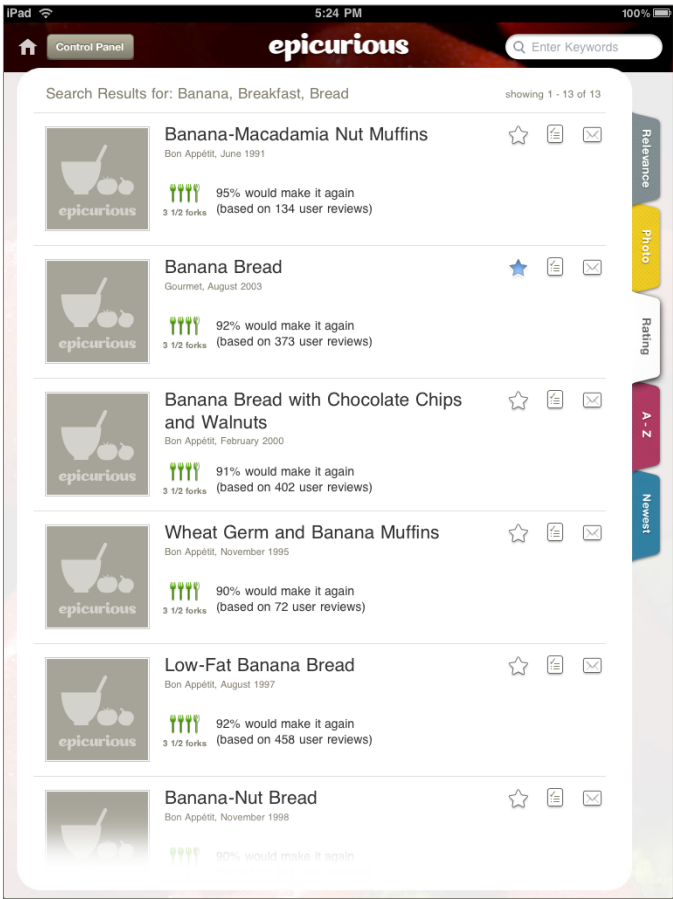 iPad 5:24 PM 100%
Control Panel epicurious Enter Keywords
Search Results for: Banana, Breakfast, Bread showing 1 - 13 of 13
epicurious
Banana-Macadamia Nut Muffins
Bon Appétit, June 1991
95% would make it again
3 1/2 forks (based on 134 user reviews)
epicurious
Banana Bread
Gourmet, August 2003
92% would make it again
3 1/2 forks (based on 373 user reviews)
epicurious
Banana Bread with Chocolate Chips
and Walnuts
Bon Appétit, February 2000
91% would make it again
3 1/2 forks (based on 402 user reviews)
epicurious
Wheat Germ and Banana Muffins
Bon Appétit, November 1995
90% would make it again
3 1/2 forks (based on 72 user reviews)
epicurious
Low-Fat Banana Bread
Bon Appétit, August 1997
92% would make it again
3 1/2 forks (based on 458 user reviews)
Banana-Nut Bread
Bon Appétit, November 1998
90% would make it again
Relevance
Photo
Rating
A - Z
Newest